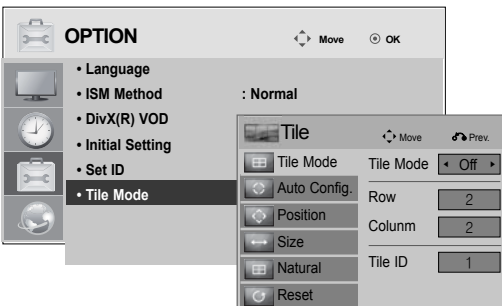 OPTION
Move
OK
• Language
• ISM Method : Normal
• DivX(R) VOD
• Initial Setting
• Set ID
• Tile Mode
Tile
Move
Prev.
Tile Mode
Auto Config.
Position
Size
Natural
Reset
Tile Mode Off
Row 2
Colunm 2
Tile ID 1